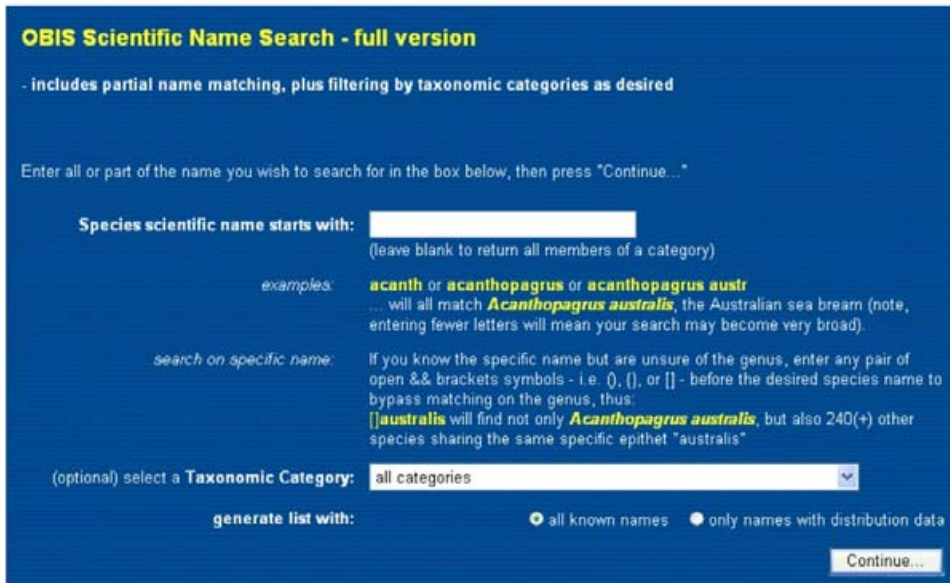 OBIS Scientific Name Search - full version
- includes partial name matching, plus filtering by taxonomic categories as desired
Enter all or part of the name you wish to search for in the box below, then press "Continue..."
Species scientific name starts with:
(leave blank to return all members of a category)
examples: acanth or acanthopagrus or acanthopagrus austr
... will all match Acanthopagrus australis, the Australian sea bream (note,
entering fewer letters will mean your search may become very broad).
search on specific name: If you know the specific name but are unsure of the genus, enter any pair of
open && brackets symbols - i.e. (), {}, or [] - before the desired species name to
bypass matching on the genus, thus:
[]australis will find not only Acanthopagrus australis, but also 240(+) other
species sharing the same specific epithet "australis"
(optional) select a Taxonomic Category: all categories
generate list with: all known names only names with distribution data
Continue...